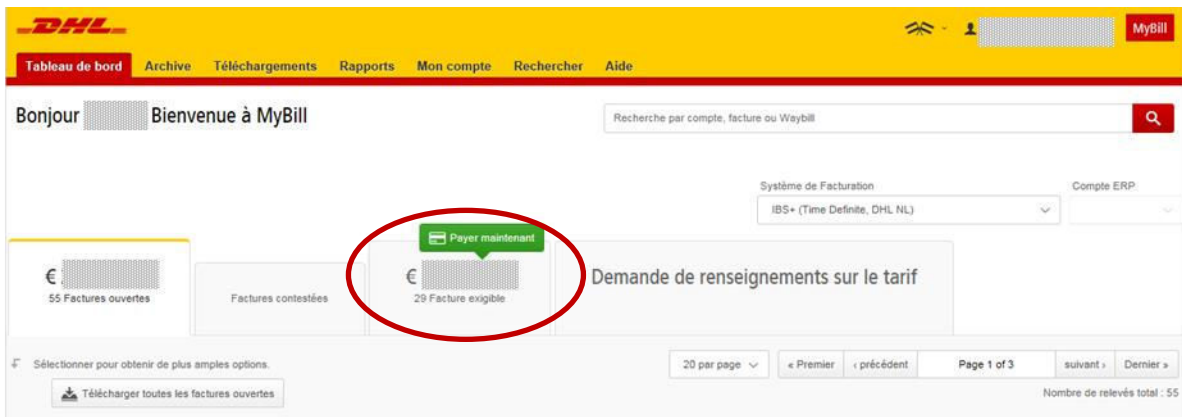 DHL
MyBill
Tableau de bord Archive Téléchargements Rapports Mon compte Rechercher Aide
Bonjour Bienvenue à MyBill
Recherche par compte, facture ou Waybill
Système de Facturation Compte ERP
IBS+ (Time Definite, DHL NL)
Payer maintenant
€ €
55 Factures ouvertes Factures contestées 29 Facture exigible Demande de renseignements sur le tarif
Sélectionner pour obtenir de plus amples options. 20 par page « Premier ‹ précédent Page 1 of 3 suivant › Dernier »
Télécharger toutes les factures ouvertes Nombre de relevés total : 55